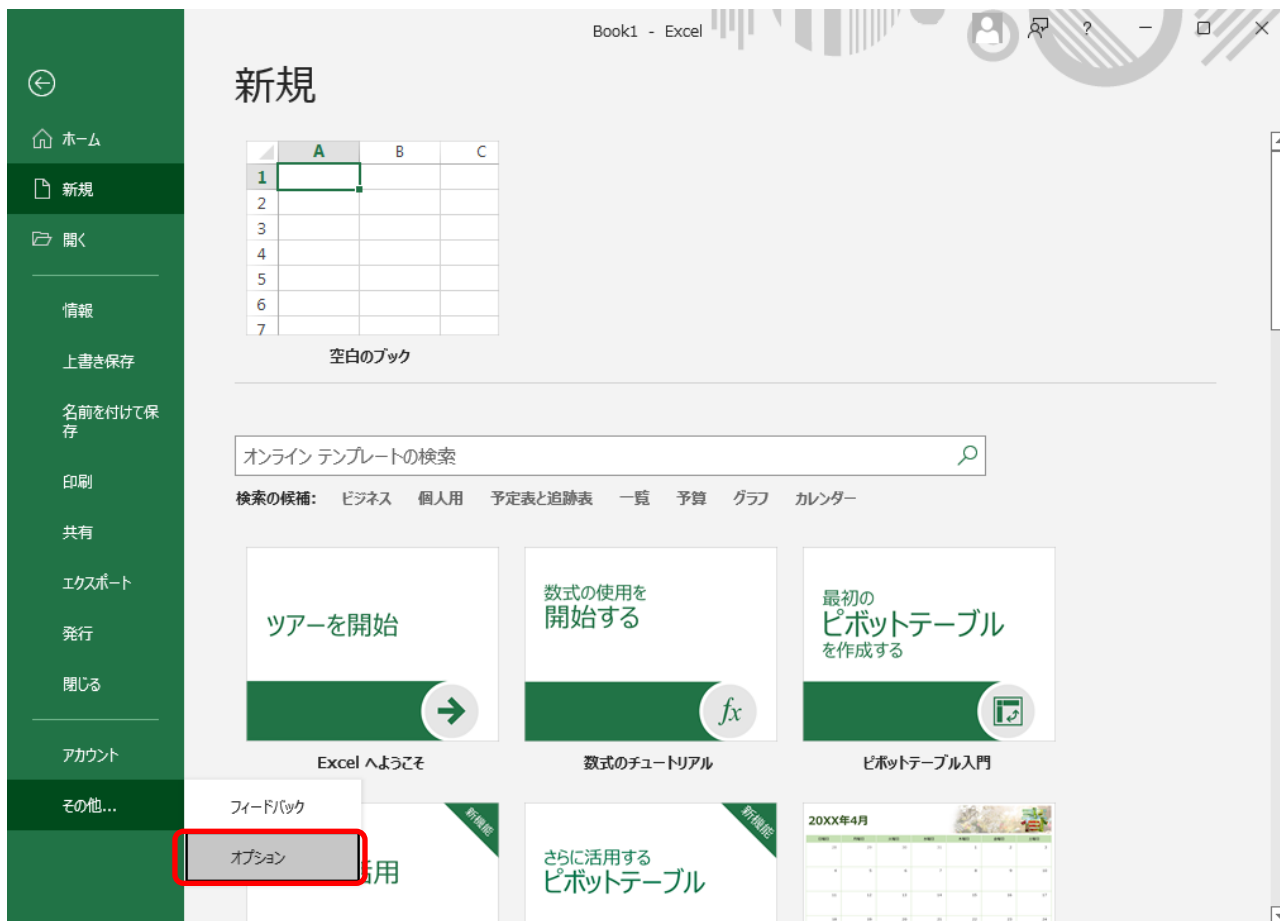 Book1 - Excel
?
新規
ホーム
新規
開く
情報
上書き保存
名前を付けて保
存
印刷
共有
エクスポート
発行
閉じる
アカウント
その他...
フィードバック
オプション
A B C
1
2
3
4
5
6
7
空白のブック
オンライン テンプレートの検索
検索の候補: ビジネス 個人用 予定表と追跡表 一覧 予算 グラフ カレンダー
ツアーを開始
Excel へようこそ
数式の使用を
開始する
fx
数式のチュートリアル
最初の
ピボットテーブル
を作成する
ピボットテーブル入門
新機能
活用
新機能
さらに活用する
ピボットテーブル
20XX年4月